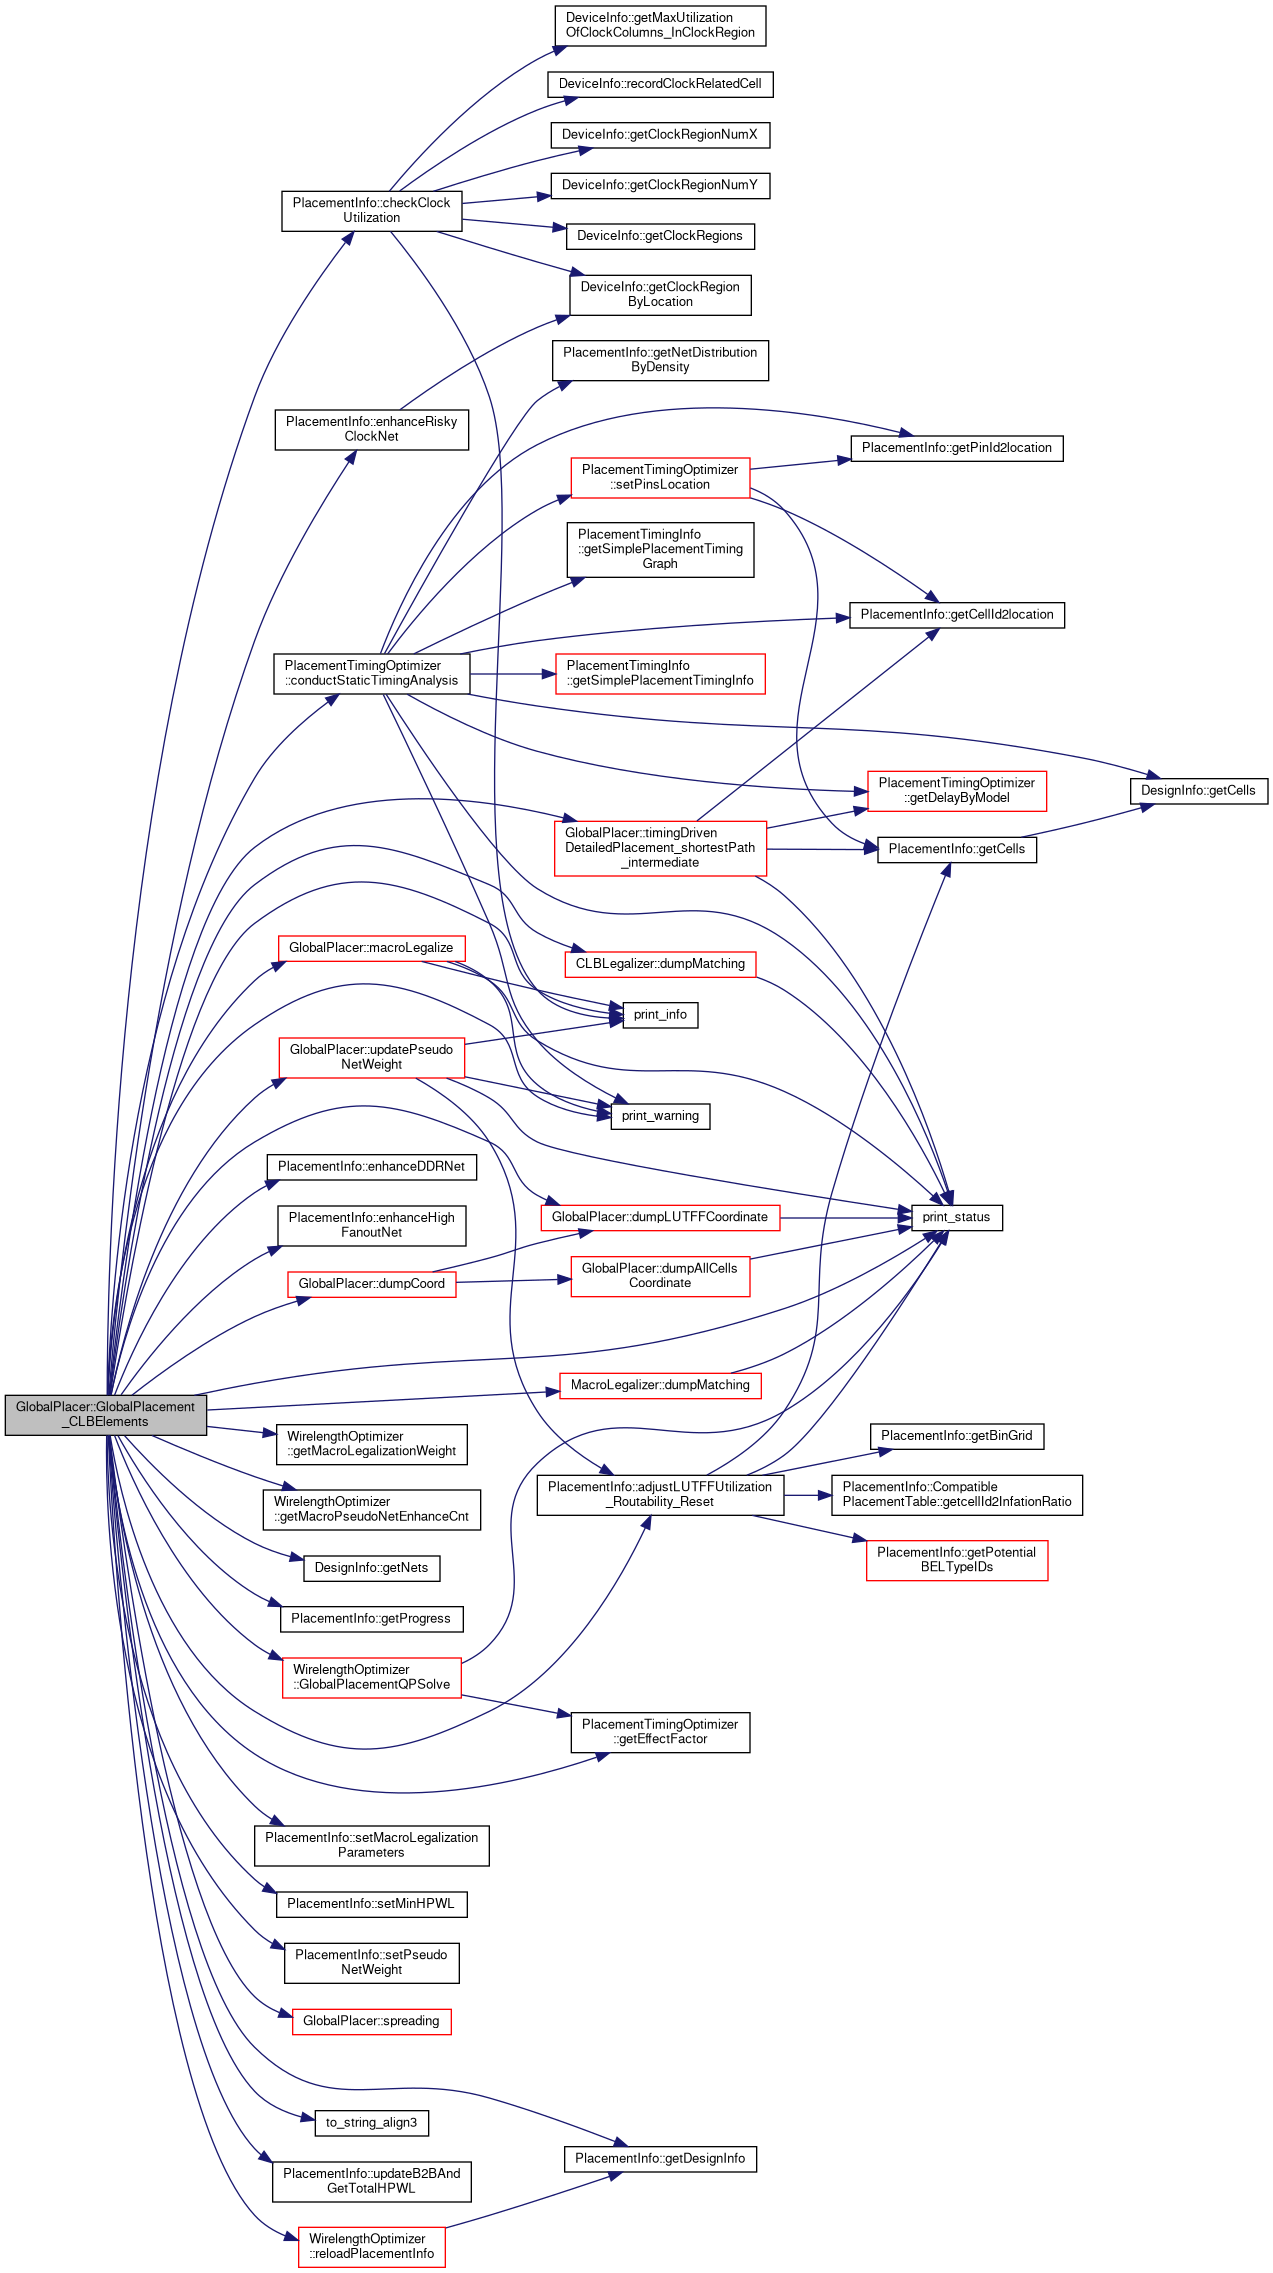 DeviceInfo::getMaxUtilization
OfClockColumns_InClockRegion
DeviceInfo::recordClockRelatedCell
DeviceInfo::getClockRegionNumX
DeviceInfo::getClockRegionNumY
PlacementInfo::checkClock
Utilization
DeviceInfo::getClockRegions
DeviceInfo::getClockRegion
ByLocation
PlacementInfo::getNetDistribution
ByDensity
PlacementInfo::enhanceRisky
ClockNet
PlacementInfo::getPinId2location
PlacementTimingOptimizer
::setPinsLocation
PlacementTimingInfo
::getSimplePlacementTiming
Graph
PlacementInfo::getCellId2location
PlacementTimingOptimizer
::conductStaticTimingAnalysis
PlacementTimingInfo
::getSimplePlacementTimingInfo
PlacementTimingOptimizer
::getDelayByModel
DesignInfo::getCells
GlobalPlacer::timingDriven
DetailedPlacement_shortestPath
_intermediate
PlacementInfo::getCells
GlobalPlacer::macroLegalize
CLBLegalizer::dumpMatching
print_info
GlobalPlacer::updatePseudo
NetWeight
print_warning
PlacementInfo::enhanceDDRNet
PlacementInfo::enhanceHigh
FanoutNet
GlobalPlacer::dumpLUTFFCoordinate
print_status
GlobalPlacer::dumpCoord
GlobalPlacer::dumpAllCells
Coordinate
MacroLegalizer::dumpMatching
GlobalPlacer::GlobalPlacement
_CLBElements
WirelengthOptimizer
::getMacroLegalizationWeight
PlacementInfo::getBinGrid
WirelengthOptimizer
::getMacroPseudoNetEnhanceCnt
PlacementInfo::adjustLUTFFUtilization
_Routability_Reset
PlacementInfo::Compatible
PlacementTable::getcellId2InfationRatio
DesignInfo::getNets
PlacementInfo::getPotential
BELTypeIDs
PlacementInfo::getProgress
WirelengthOptimizer
::GlobalPlacementQPSolve
PlacementTimingOptimizer
::getEffectFactor
PlacementInfo::setMacroLegalization
Parameters
PlacementInfo::setMinHPWL
PlacementInfo::setPseudo
NetWeight
GlobalPlacer::spreading
to_string_align3
PlacementInfo::getDesignInfo
PlacementInfo::updateB2BAnd
GetTotalHPWL
WirelengthOptimizer
::reloadPlacementInfo